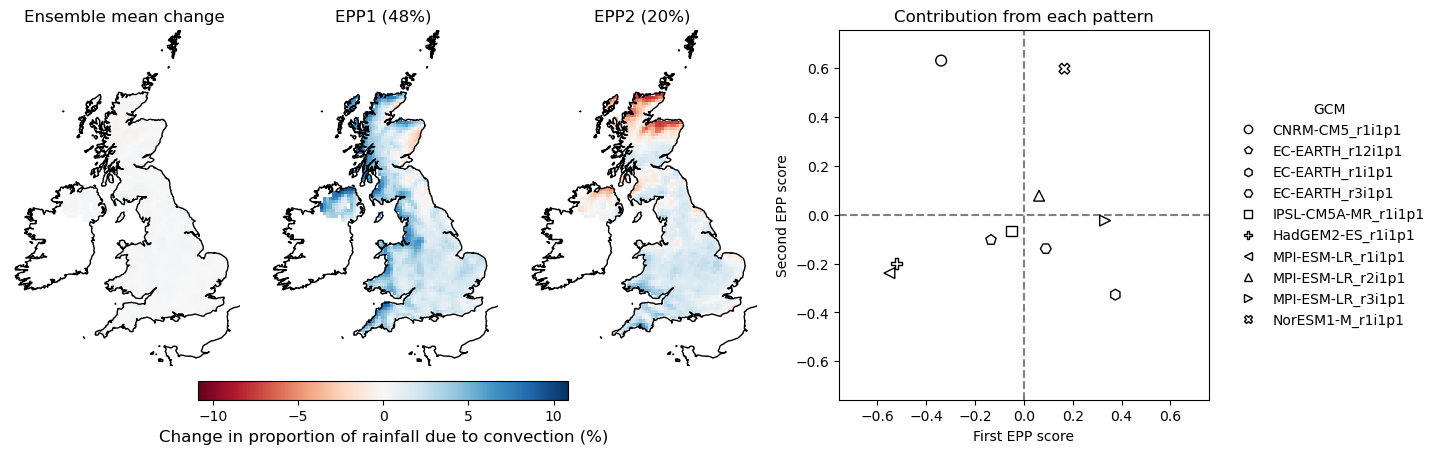 Ensemble mean change
EPP1 (48%)
EPP2 (20%)
−10 −5 0 5 10
Change in proportion of rainfall due to convection (%)
Contribution from each pattern
Second EPP score
0.6
0.4
0.2
0.0
−0.2
−0.4
−0.6
−0.6 −0.4 −0.2 0.0 0.2 0.4 0.6
First EPP score
GCM
CNRM-CM5_r1i1p1
EC-EARTH_r12i1p1
EC-EARTH_r1i1p1
EC-EARTH_r3i1p1
IPSL-CM5A-MR_r1i1p1
HadGEM2-ES_r1i1p1
MPI-ESM-LR_r1i1p1
MPI-ESM-LR_r2i1p1
MPI-ESM-LR_r3i1p1
NorESM1-M_r1i1p1